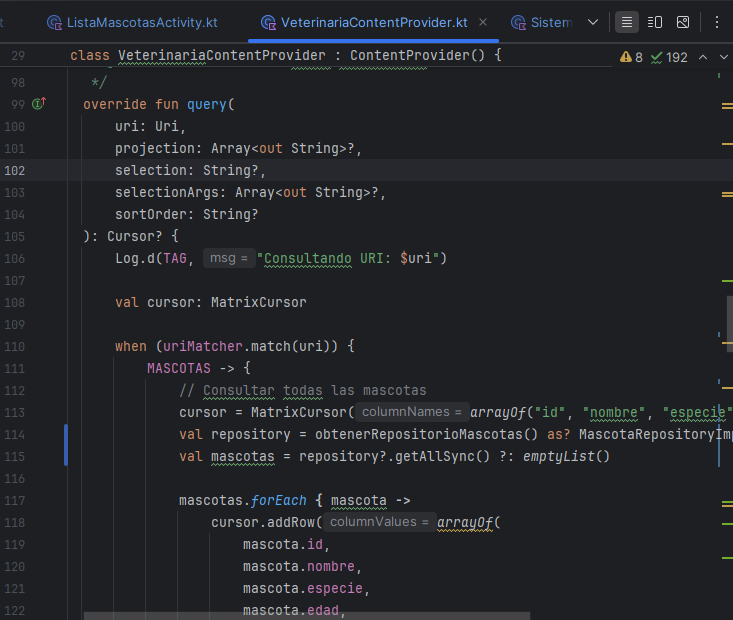 t ListaMascotasActivity.kt VeterinariaContentProvider.kt Sistem
29 class VeterinariaContentProvider : ContentProvider() { 8 192
98 */
99 override fun query(
100 uri: Uri,
101 projection: Array<out String>?,
102 selection: String?,
103 selectionArgs: Array<out String>?,
104 sortOrder: String?
105 ): Cursor? {
106 Log.d(TAG, msg = "Consultando URI: $uri")
107
108 val cursor: MatrixCursor
109
110 when (uriMatcher.match(uri)) {
111 MASCOTAS -> {
112 // Consultar todas las mascotas
113 cursor = MatrixCursor( columnNames = arrayOf("id", "nombre", "especie"
114 val repository = obtenerRepositorioMascotas() as? MascotaRepositoryImp
115 val mascotas = repository?.getAllSync() ?: emptyList()
116
117 mascotas.forEach { mascota ->
118 cursor.addRow( columnValues = arrayOf(
119 mascota.id,
120 mascota.nombre,
121 mascota.especie,
122 mascota.edad,